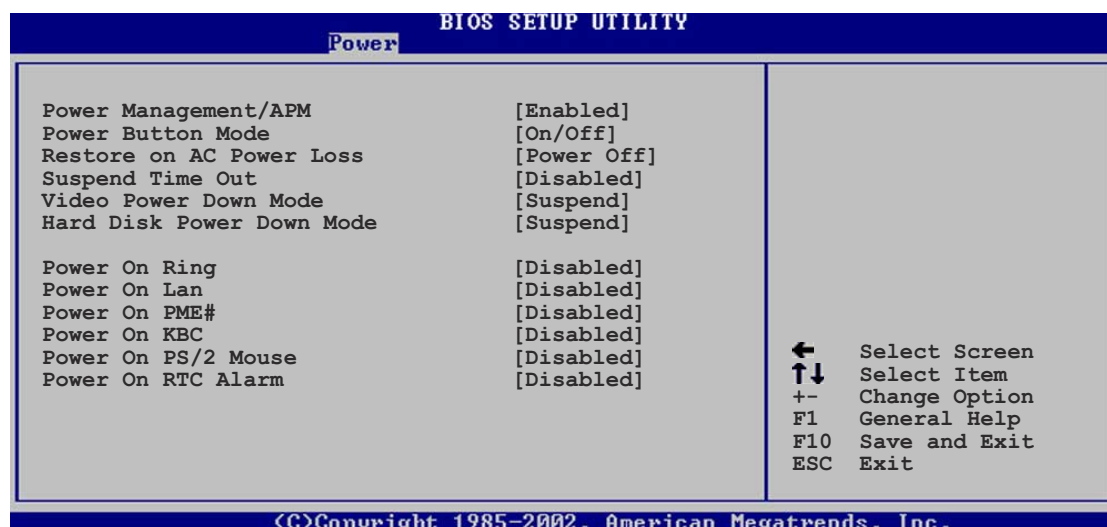 BIOS SETUP UTILITY
Power
Power Management/APM [Enabled]
Power Button Mode [On/Off]
Restore on AC Power Loss [Power Off]
Suspend Time Out [Disabled]
Video Power Down Mode [Suspend]
Hard Disk Power Down Mode [Suspend]
Power On Ring [Disabled]
Power On Lan [Disabled]
Power On PME# [Disabled]
Power On KBC [Disabled]
Power On PS/2 Mouse [Disabled]
Power On RTC Alarm [Disabled]
← Select Screen
↑↓ Select Item
+- Change Option
F1 General Help
F10 Save and Exit
ESC Exit
(C)Copyright 1985-2002, American Megatrends, Inc.